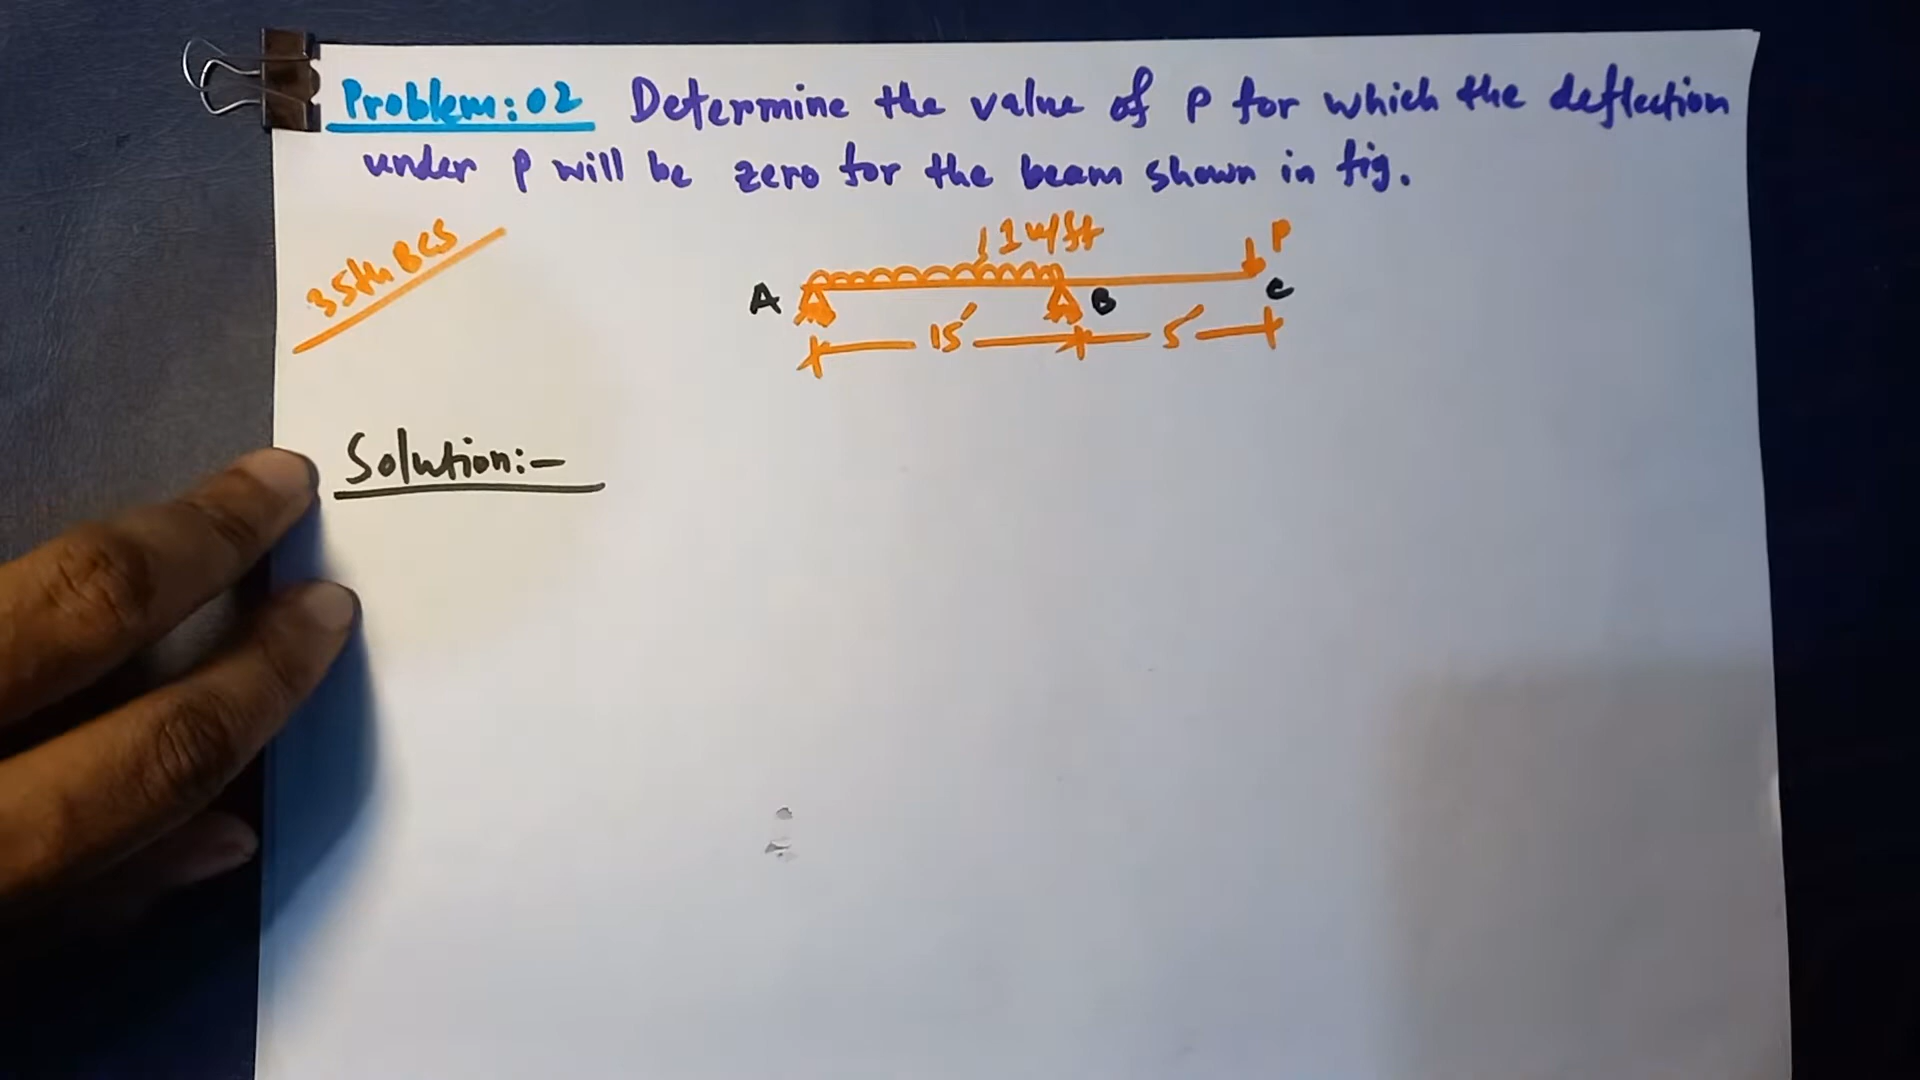 Problem: 02 Determine the value of P for which the deflection
under P will be zero for the beam shown in fig.
35th BCS
1 w/ft
P
A
B
C
15'
5'
Solution:-